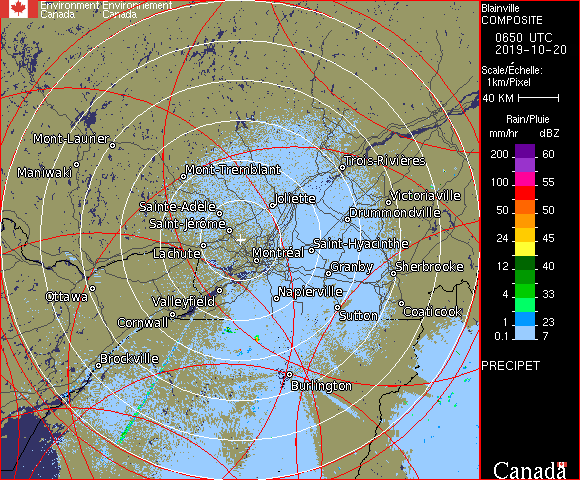 Environment Environnement
Canada Canada
Blainville
COMPOSITE
0650 UTC
2019-10-20
Scale/Échelle:
1km/Pixel
40 KM
Rain/Pluie
mm/hr dBZ
200 60
100 55
50 50
24 45
12 40
4 33
1 23
0.1 7
PRECIPET
Canada
Mont-Laurier
Maniwaki
Mont-Tremblant
Trois-Rivières
Victoriaville
Joliette
Sainte-Adèle
Drummondville
Saint-Jérôme
Saint-Hyacinthe
Lachute
Montréal
Granby
Sherbrooke
Ottawa
Valleyfield
Napierville
Cornwall
Sutton
Coaticook
Brockville
Burlington